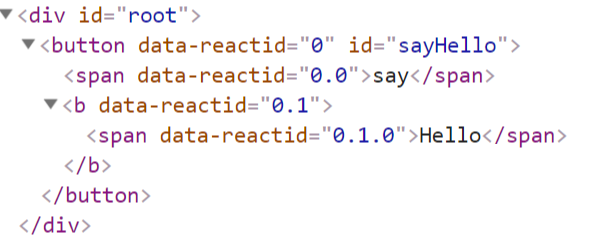 ▼<div id="root">
▼<button data-reactid="0" id="sayHello">
<span data-reactid="0.0">say</span>
▼<b data-reactid="0.1">
<span data-reactid="0.1.0">Hello</span>
</b>
</button>
</div>